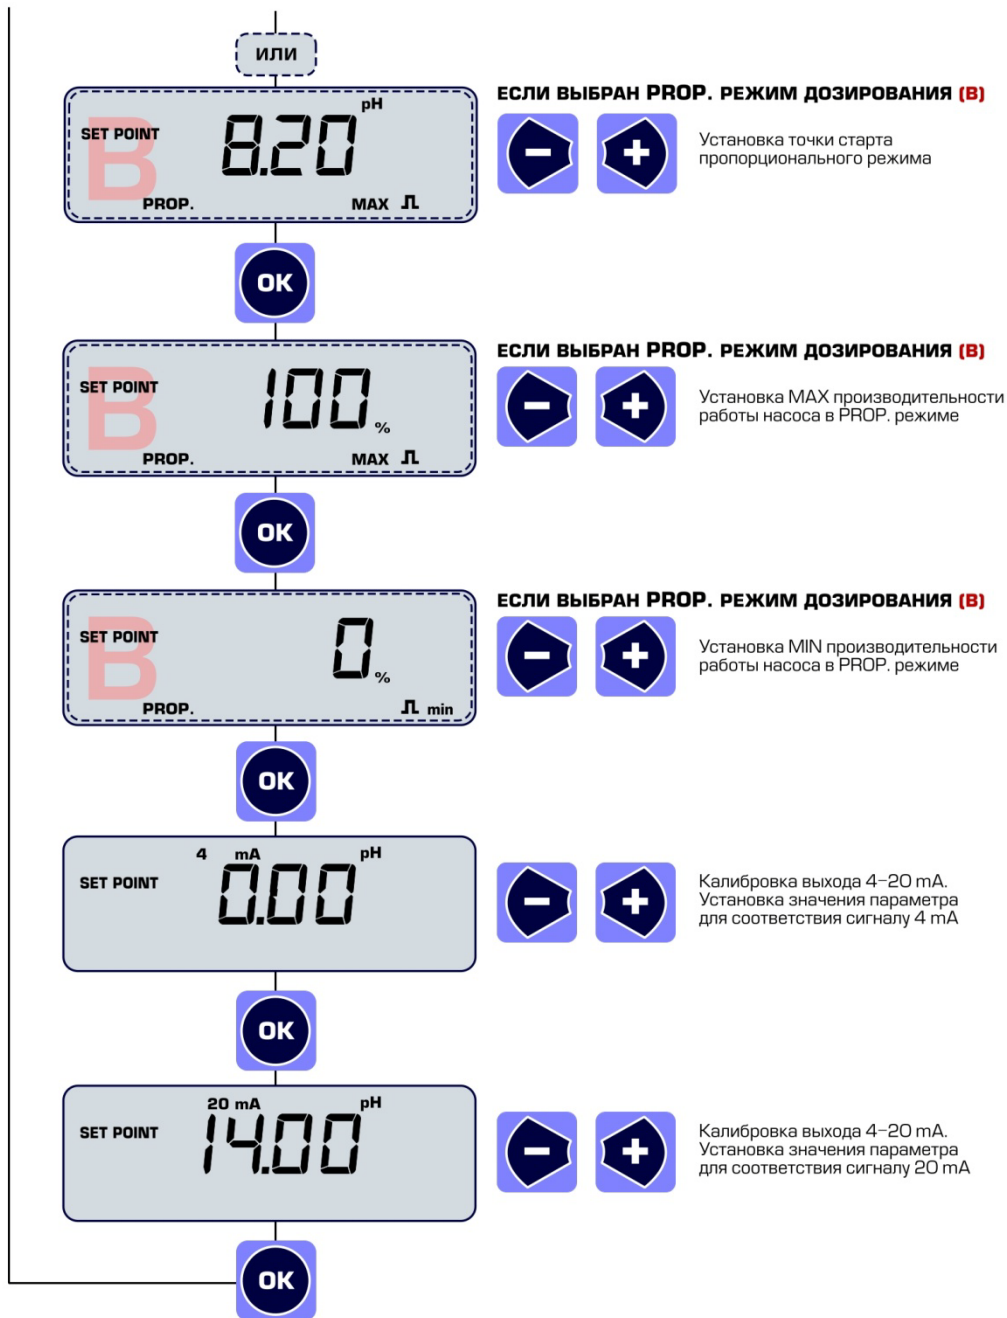 ИЛИ
ЕСЛИ ВЫБРАН PROP. РЕЖИМ ДОЗИРОВАНИЯ (B)
pH
SET POINT
B
8.20
PROP.
MAX
−
+
Установка точки старта
пропорционального режима
OK
ЕСЛИ ВЫБРАН PROP. РЕЖИМ ДОЗИРОВАНИЯ (B)
SET POINT
B
100
%
PROP.
MAX
−
+
Установка MAX производительности
работы насоса в PROP. режиме
OK
ЕСЛИ ВЫБРАН PROP. РЕЖИМ ДОЗИРОВАНИЯ (B)
SET POINT
B
0
%
PROP.
min
−
+
Установка MIN производительности
работы насоса в PROP. режиме
OK
4 mA pH
SET POINT
0.00
−
+
Калибровка выхода 4–20 mA.
Установка значения параметра
для соответствия сигналу 4 mA
OK
20 mA pH
SET POINT
14.00
−
+
Калибровка выхода 4–20 mA.
Установка значения параметра
для соответствия сигналу 20 mA
OK